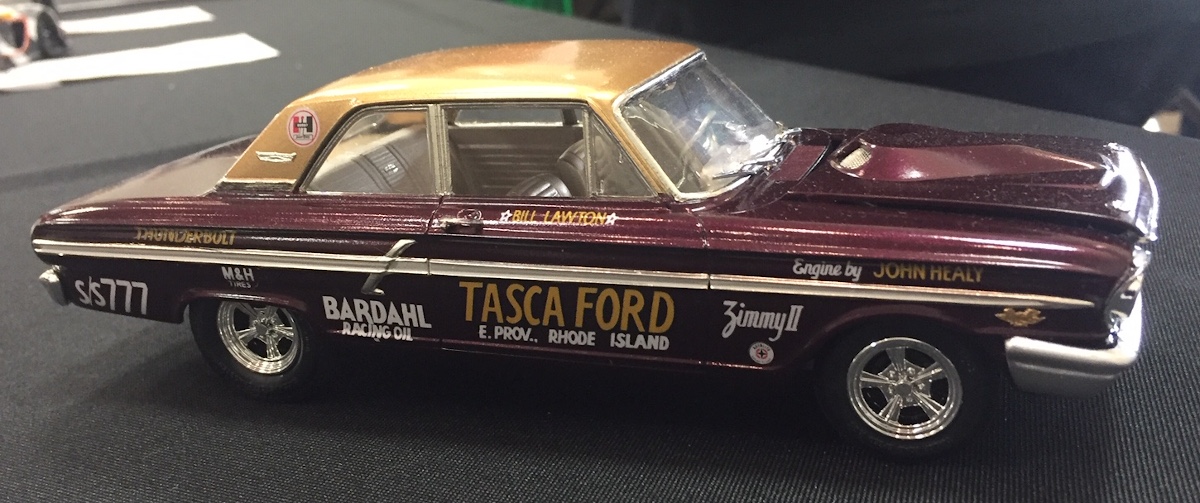 H
☆BILL LAWTON☆
THUNDERBOLT
M&H
TIRES
S/S777
BARDAHL
RACING OIL
TASCA FORD
E. PROV., RHODE ISLAND
Engine by JOHN HEALY
Zimmy II